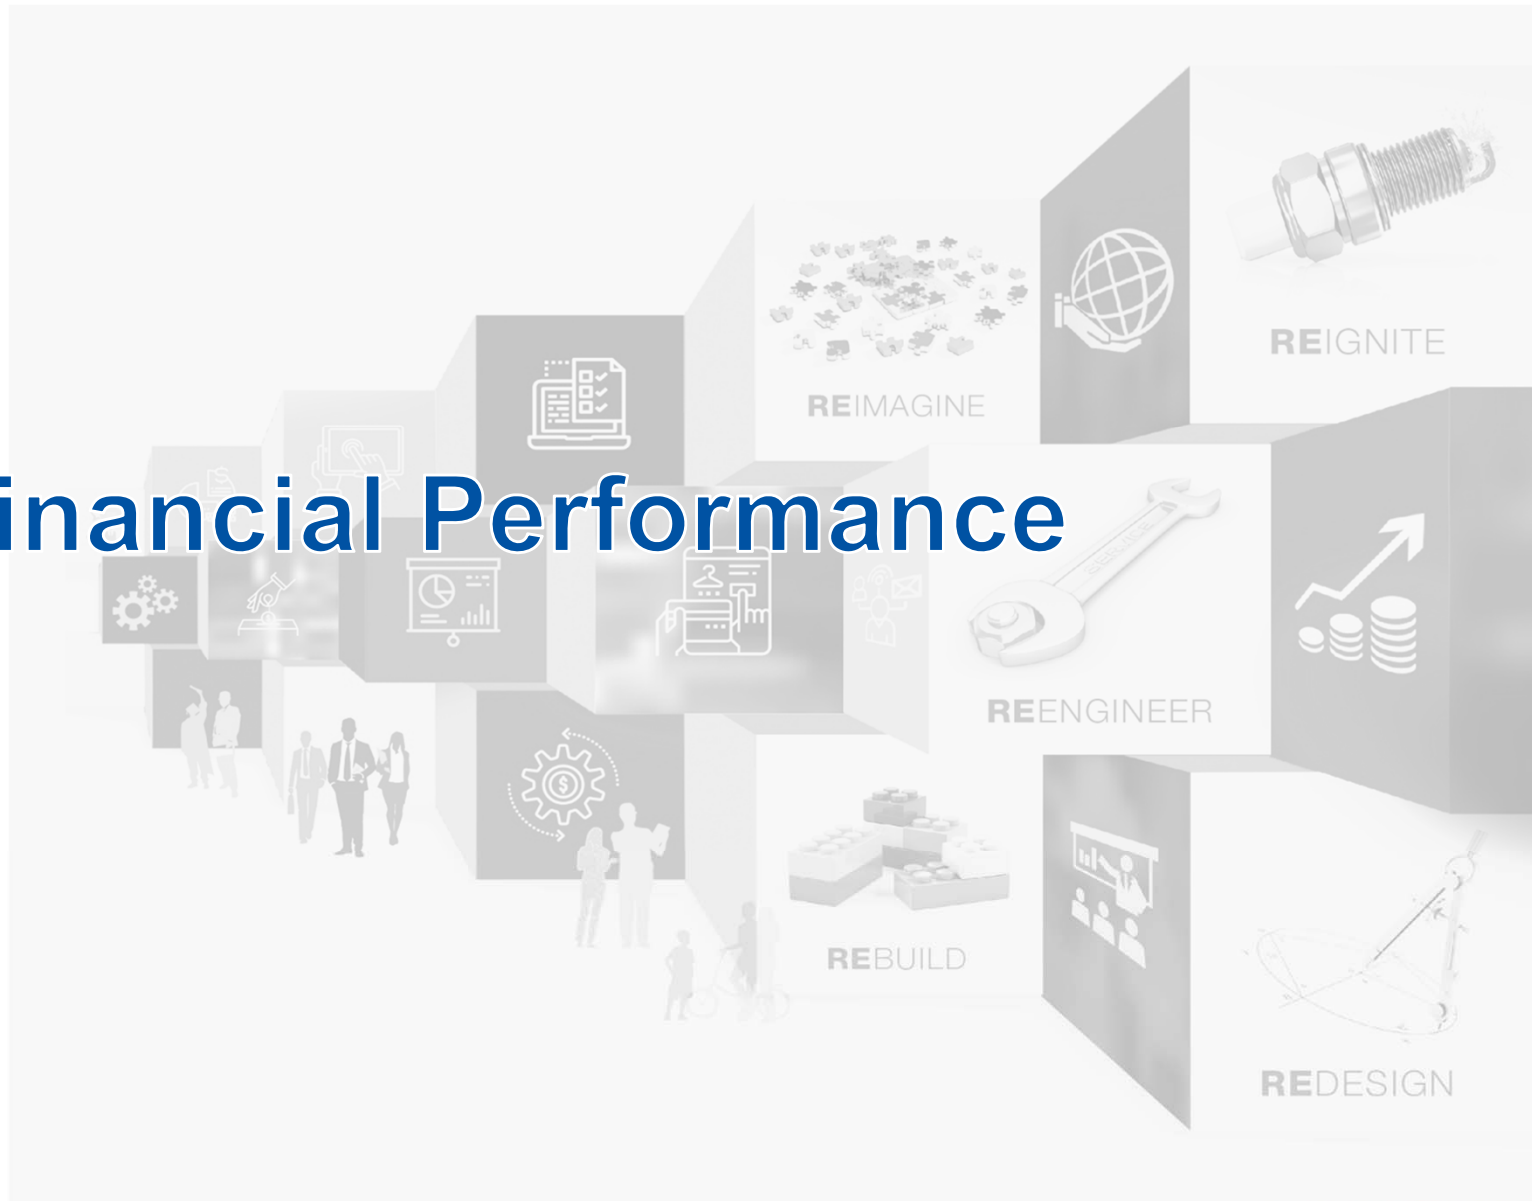 REIGNITE
REIMAGINE
inancial Performance
REENGINEER
REBUILD
REDESIGN